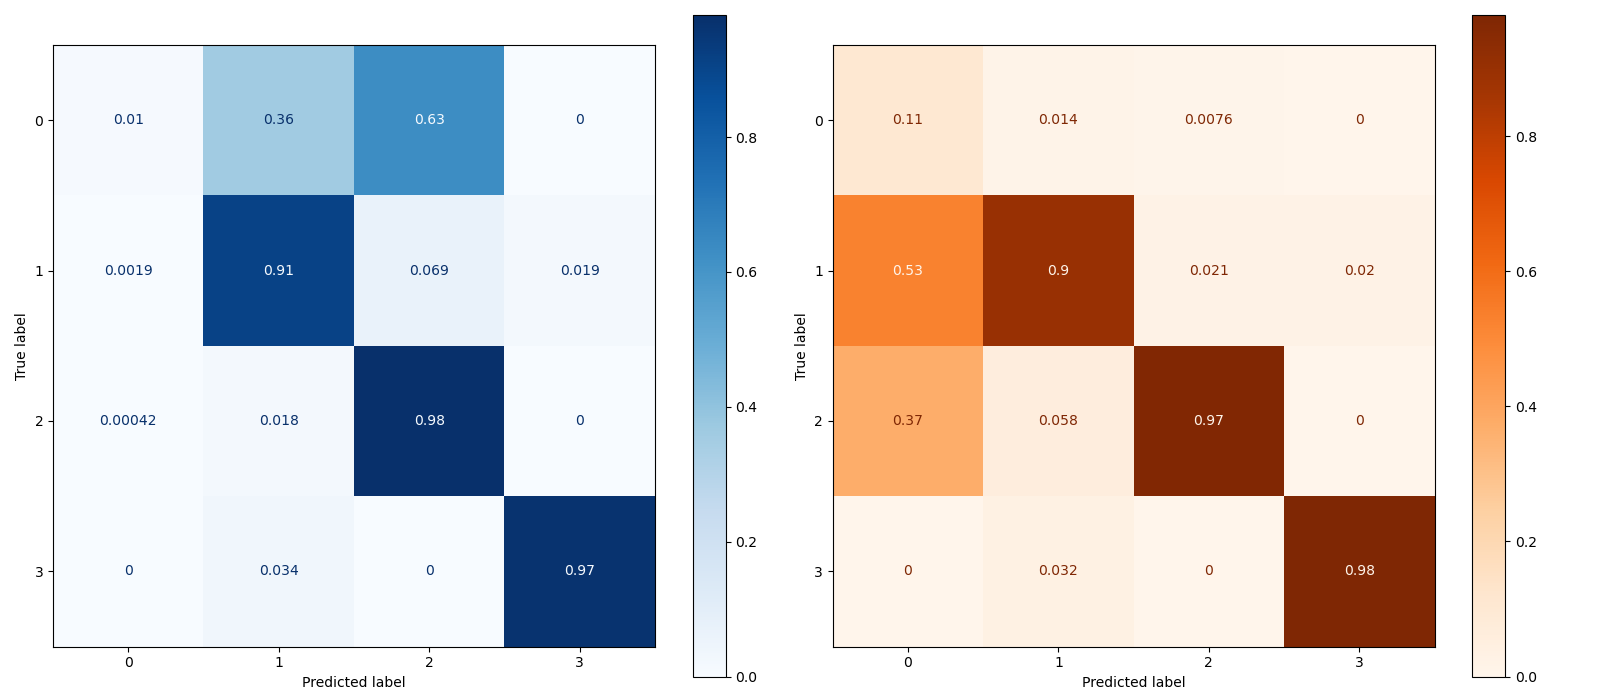 0 0.01 0.36 0.63 0
1 0.0019 0.91 0.069 0.019
2 0.00042 0.018 0.98 0
3 0 0.034 0 0.97
0 1 2 3
True label
Predicted label
0.8
0.6
0.4
0.2
0.0
0 0.11 0.014 0.0076 0
1 0.53 0.9 0.021 0.02
2 0.37 0.058 0.97 0
3 0 0.032 0 0.98
0 1 2 3
True label
Predicted label
0.8
0.6
0.4
0.2
0.0